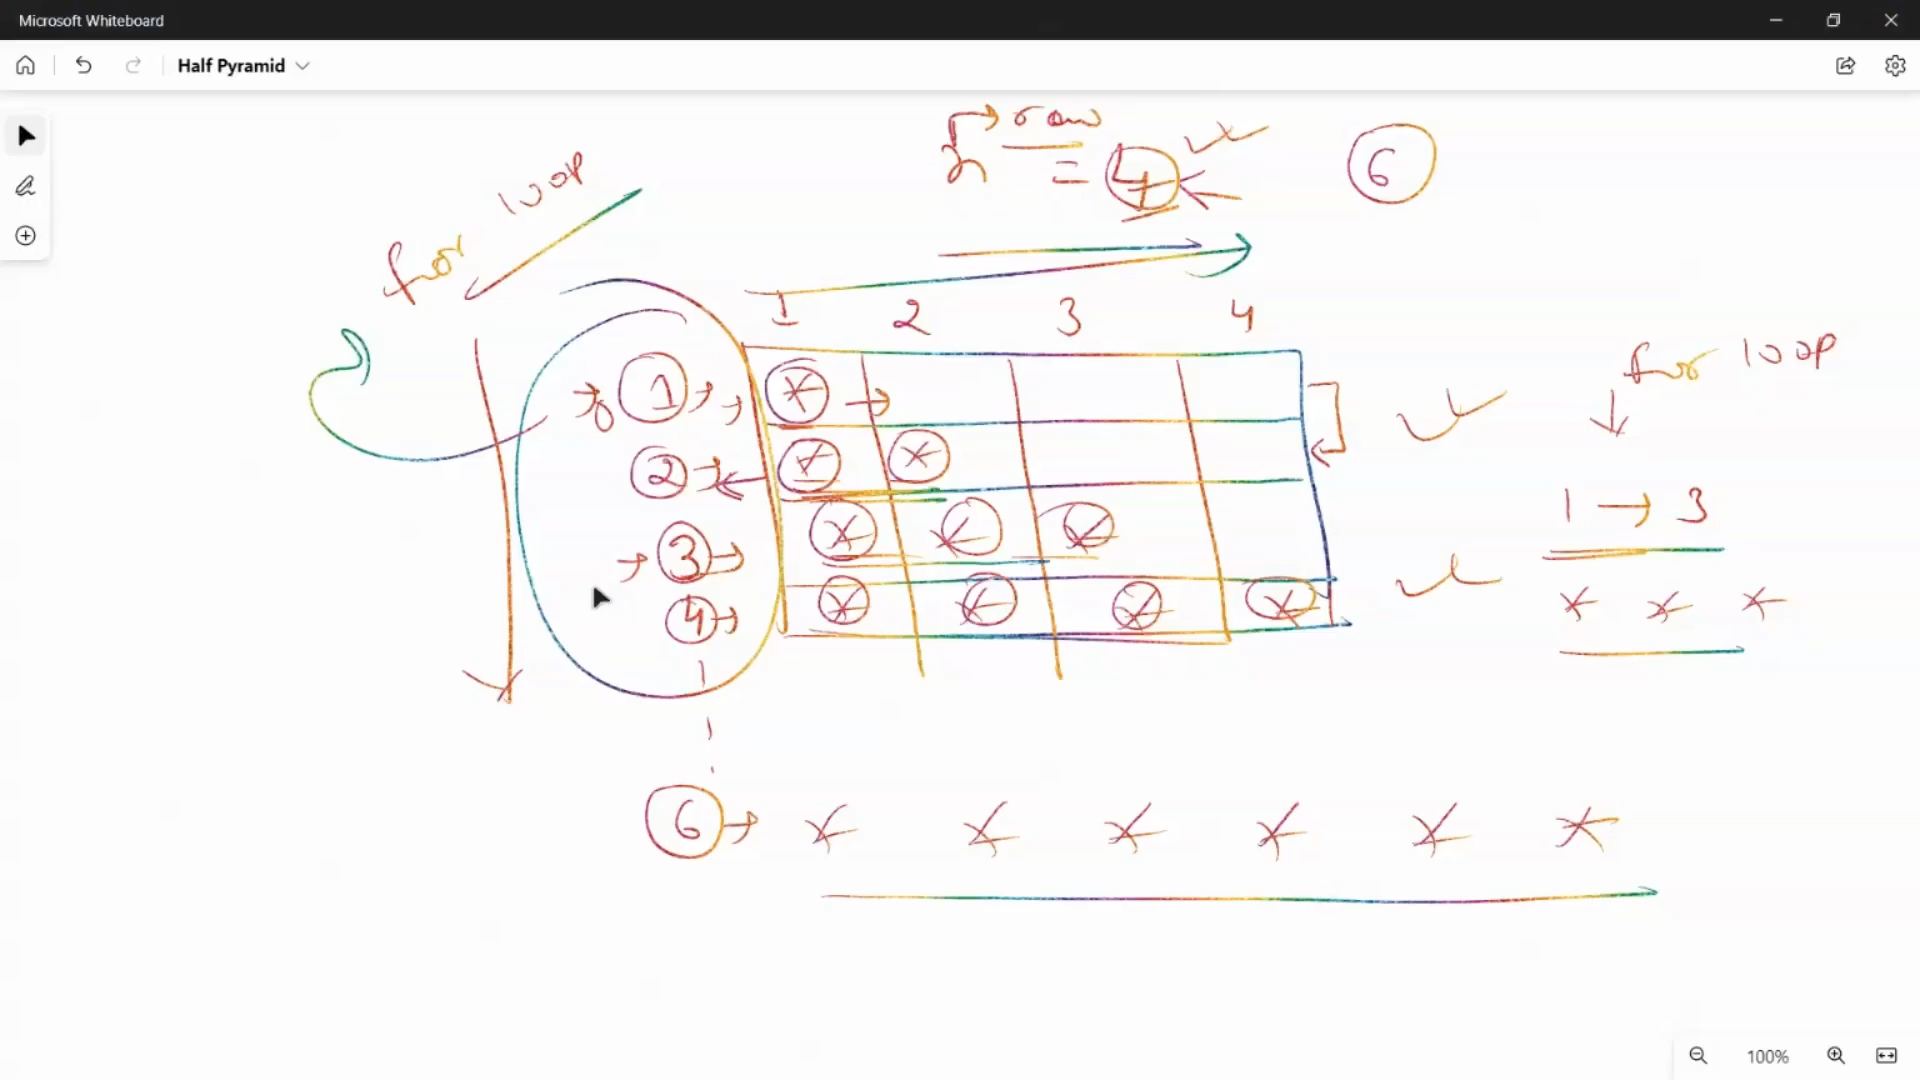 Microsoft Whiteboard
Half Pyramid
row
n = 4
6
for loop
1 2 3 4
1 *
2 * *
3 * * *
4 * * * *
6 * * * * * *
for loop
1 → 3
* * *
100%